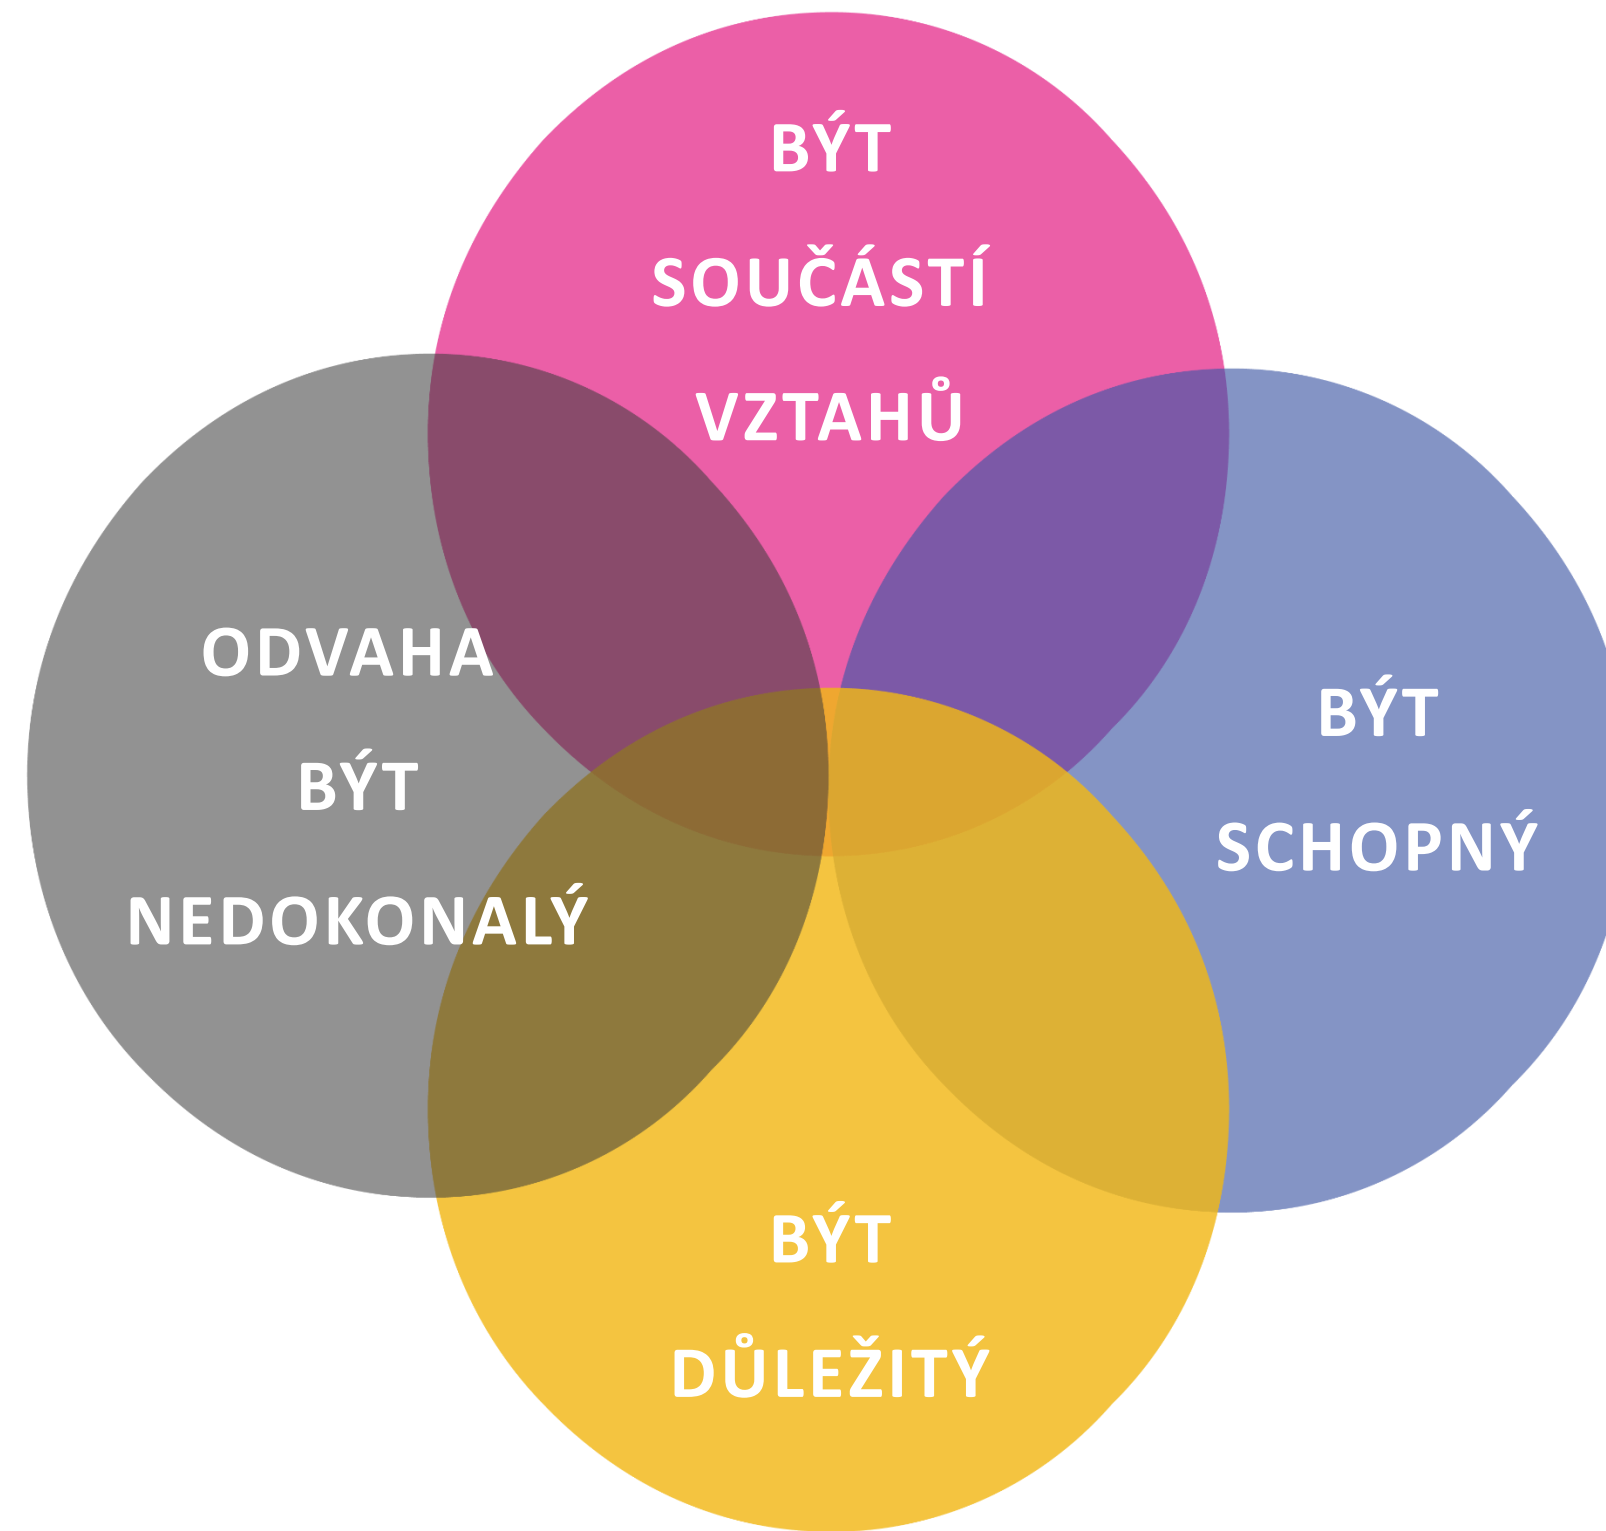 BÝT
SOUČÁSTÍ
VZTAHŮ
ODVAHA
BÝT
NEDOKONALÝ
BÝT
SCHOPNÝ
BÝT
DŮLEŽITÝ